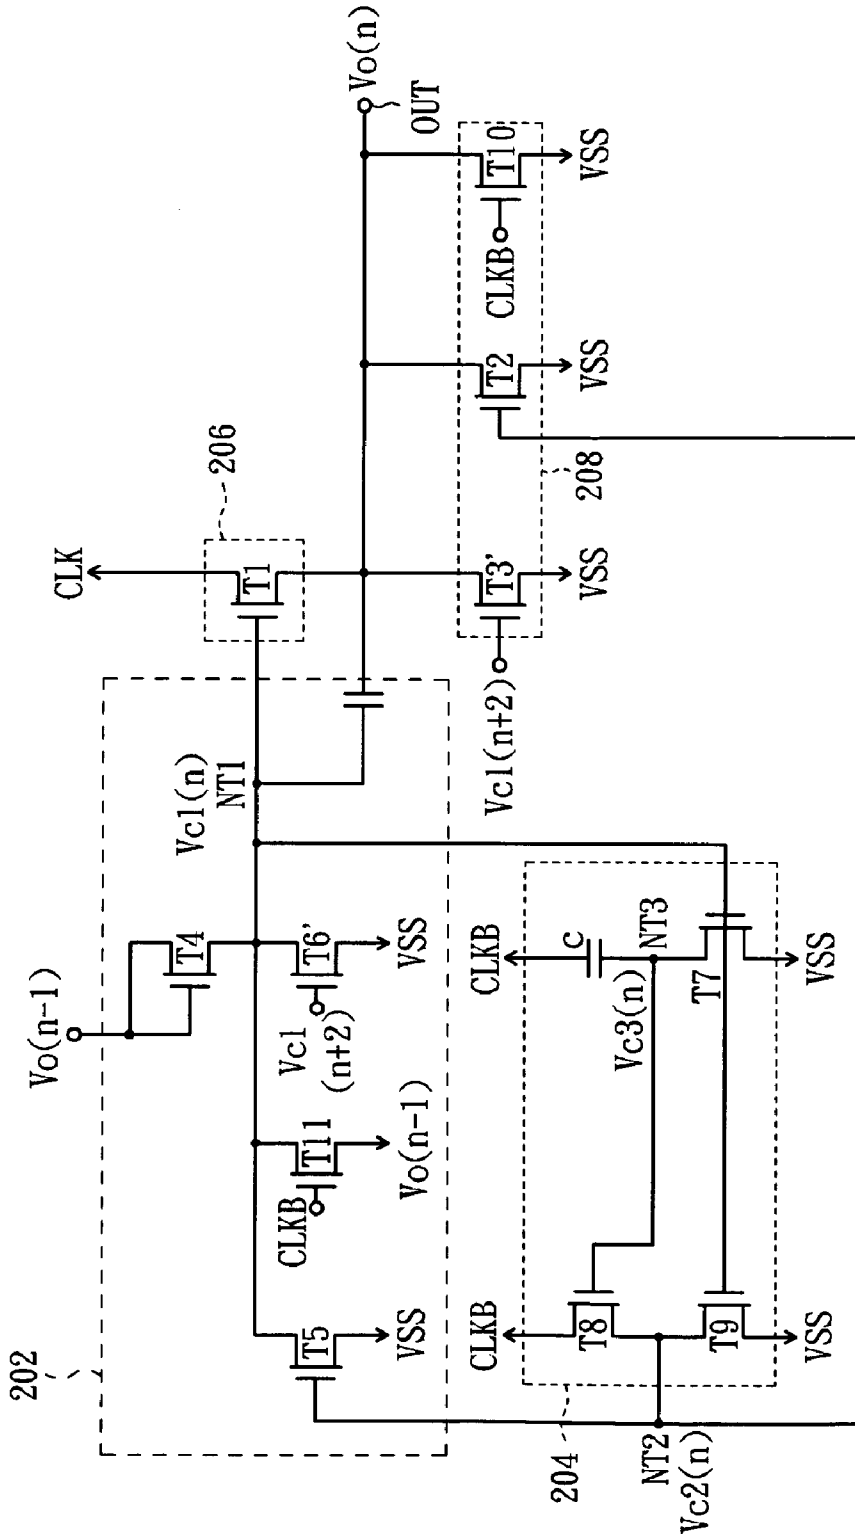 202
Vo(n-1)
T4
Vc1(n)
NT1
CLK
206
T1
Vo(n)
OUT
T5
VSS
CLKB
T11
Vo(n-1)
Vc1
(n+2)
T6'
VSS
Vc1(n+2)
T3'
VSS
T2
VSS
CLKB
T10
VSS
208
204
CLKB
T8
NT2
Vc2(n)
T9
VSS
CLKB
C
Vc3(n)
NT3
T7
VSS